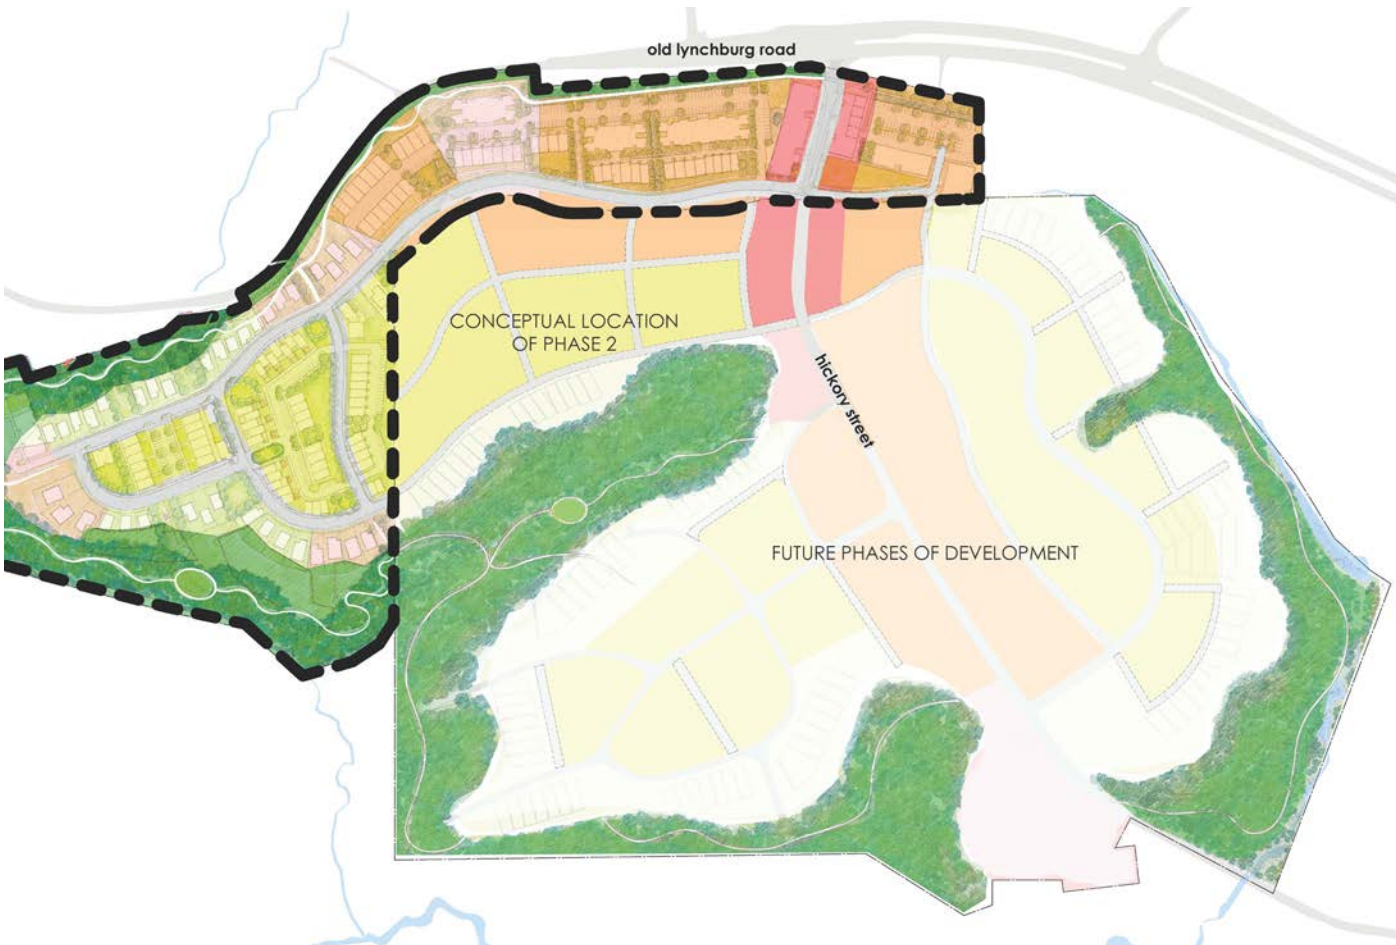 old lynchburg road
CONCEPTUAL LOCATION
OF PHASE 2
hickory street
FUTURE PHASES OF DEVELOPMENT